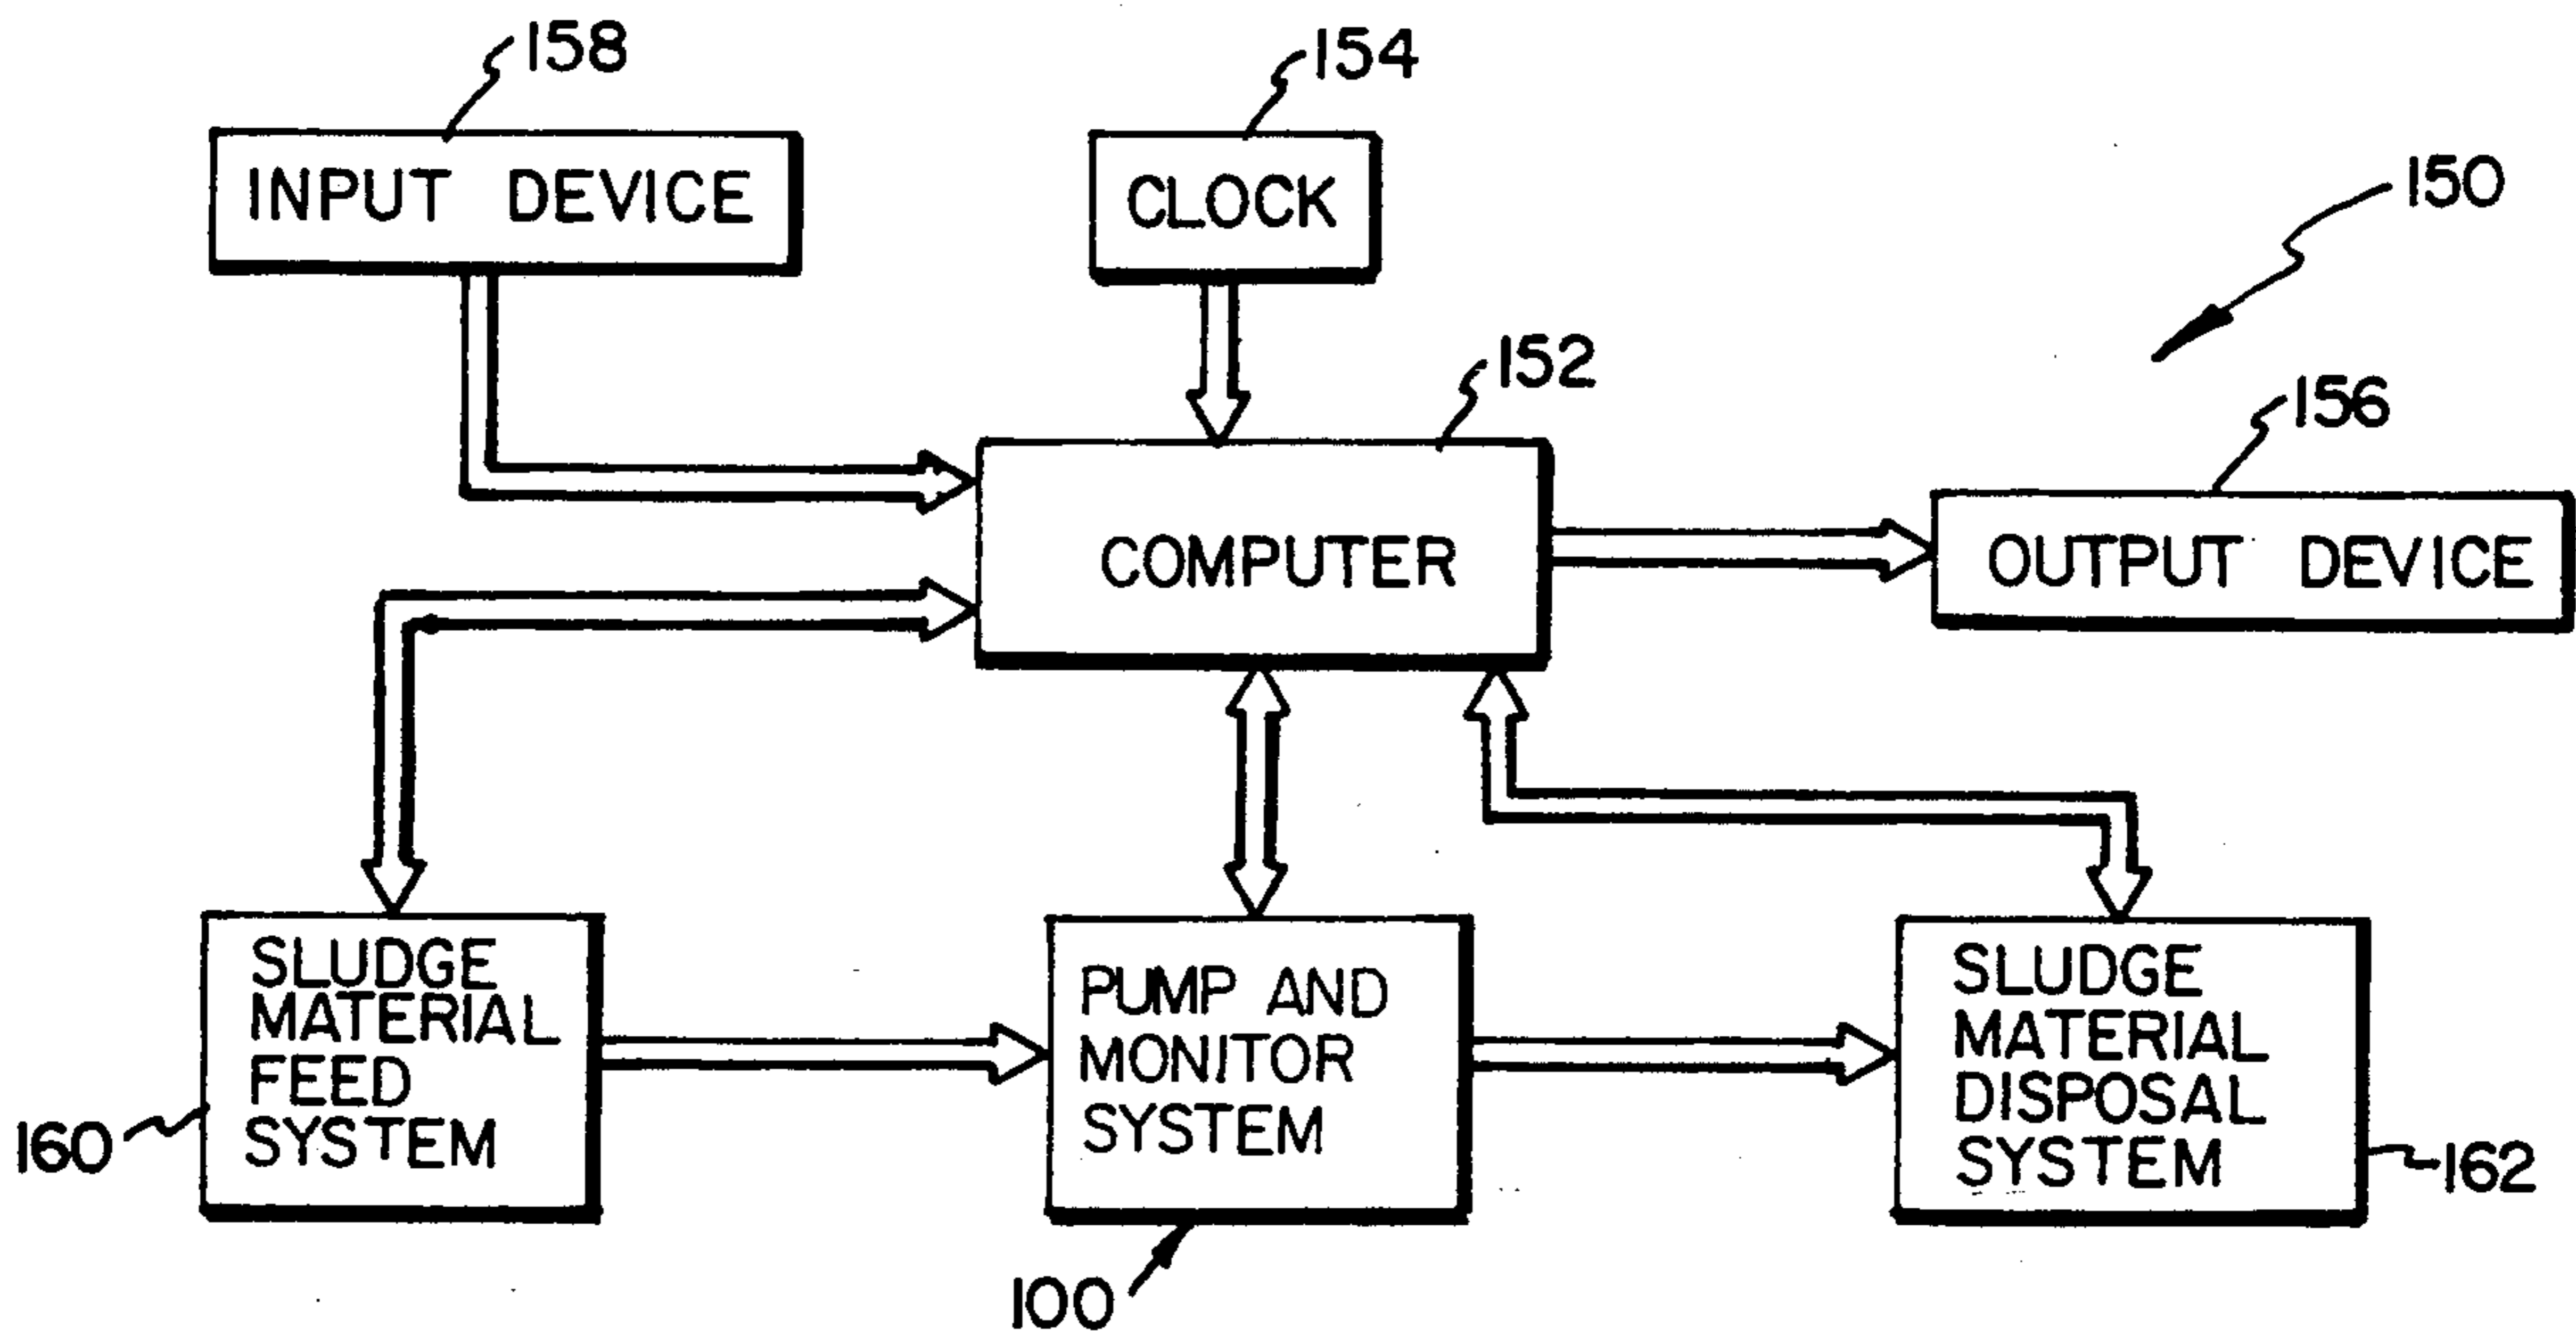 158
154
INPUT DEVICE
CLOCK
150
152
156
COMPUTER
OUTPUT DEVICE
SLUDGE
MATERIAL
FEED
SYSTEM
160
PUMP AND
MONITOR
SYSTEM
100
SLUDGE
MATERIAL
DISPOSAL
SYSTEM
162